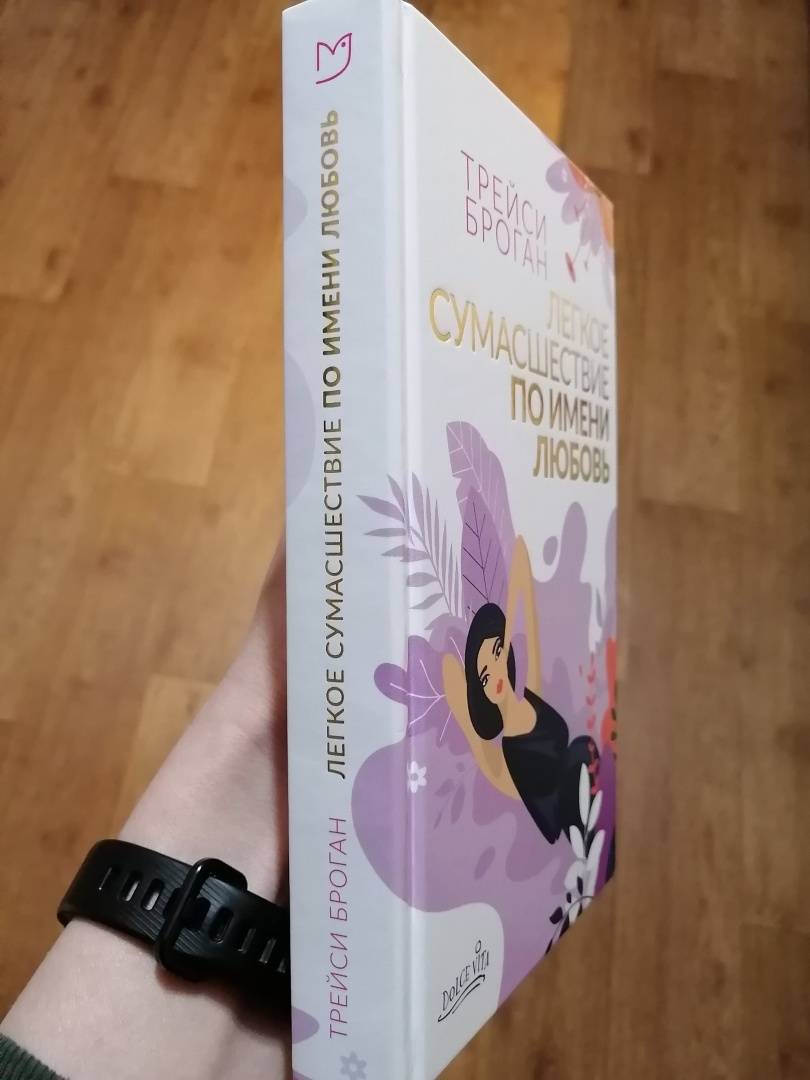 ТРЕЙСИ БРОГАН ЛЕГКОЕ СУМАСШЕСТВИЕ ПО ИМЕНИ ЛЮБОВЬ
ТРЕЙСИ
БРОГАН
ЛЕГКОЕ
СУМАСШЕСТВИЕ
ПО ИМЕНИ
ЛЮБОВЬ
DOLCE VITA